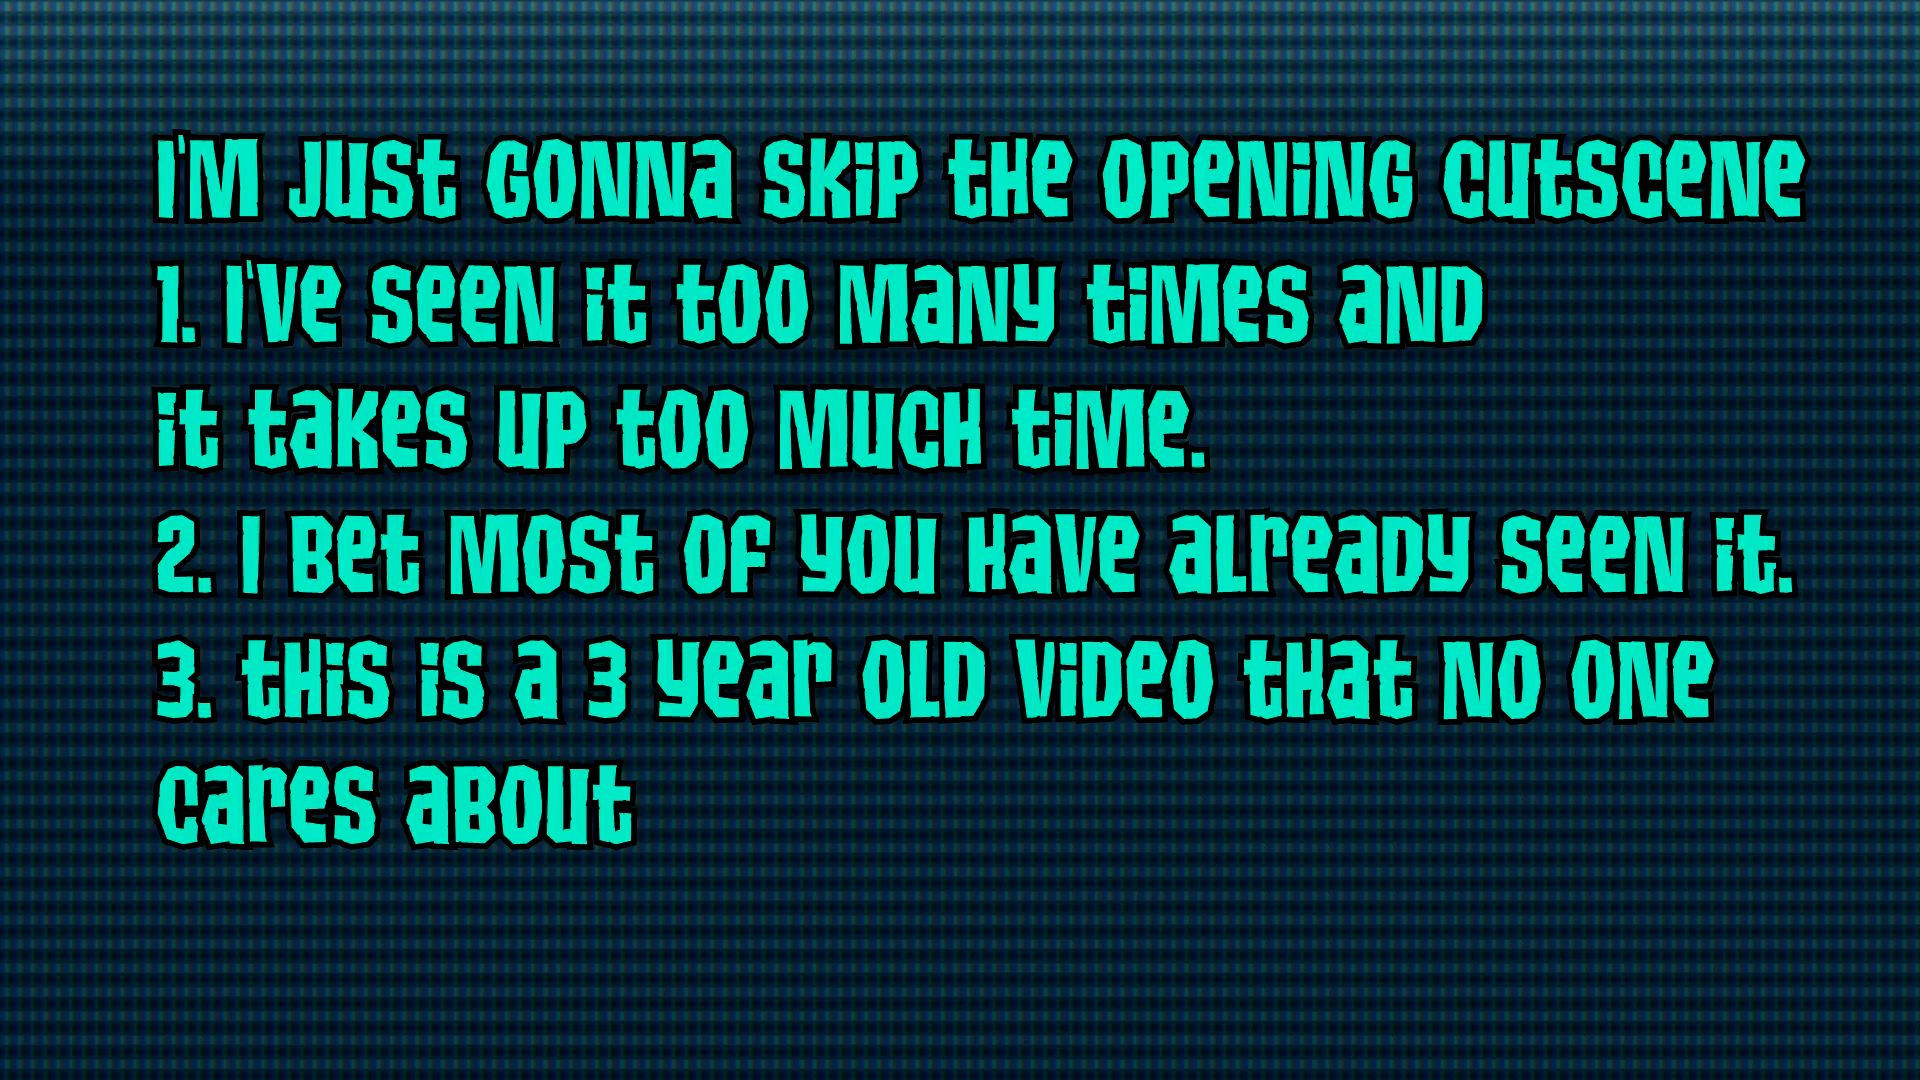 I'm just gonna skip the opening cutscene
1. I've seen it too many times and
it takes up too much time.
2. I bet most of you have already seen it.
3. this is a 3 year old video that no one
cares about